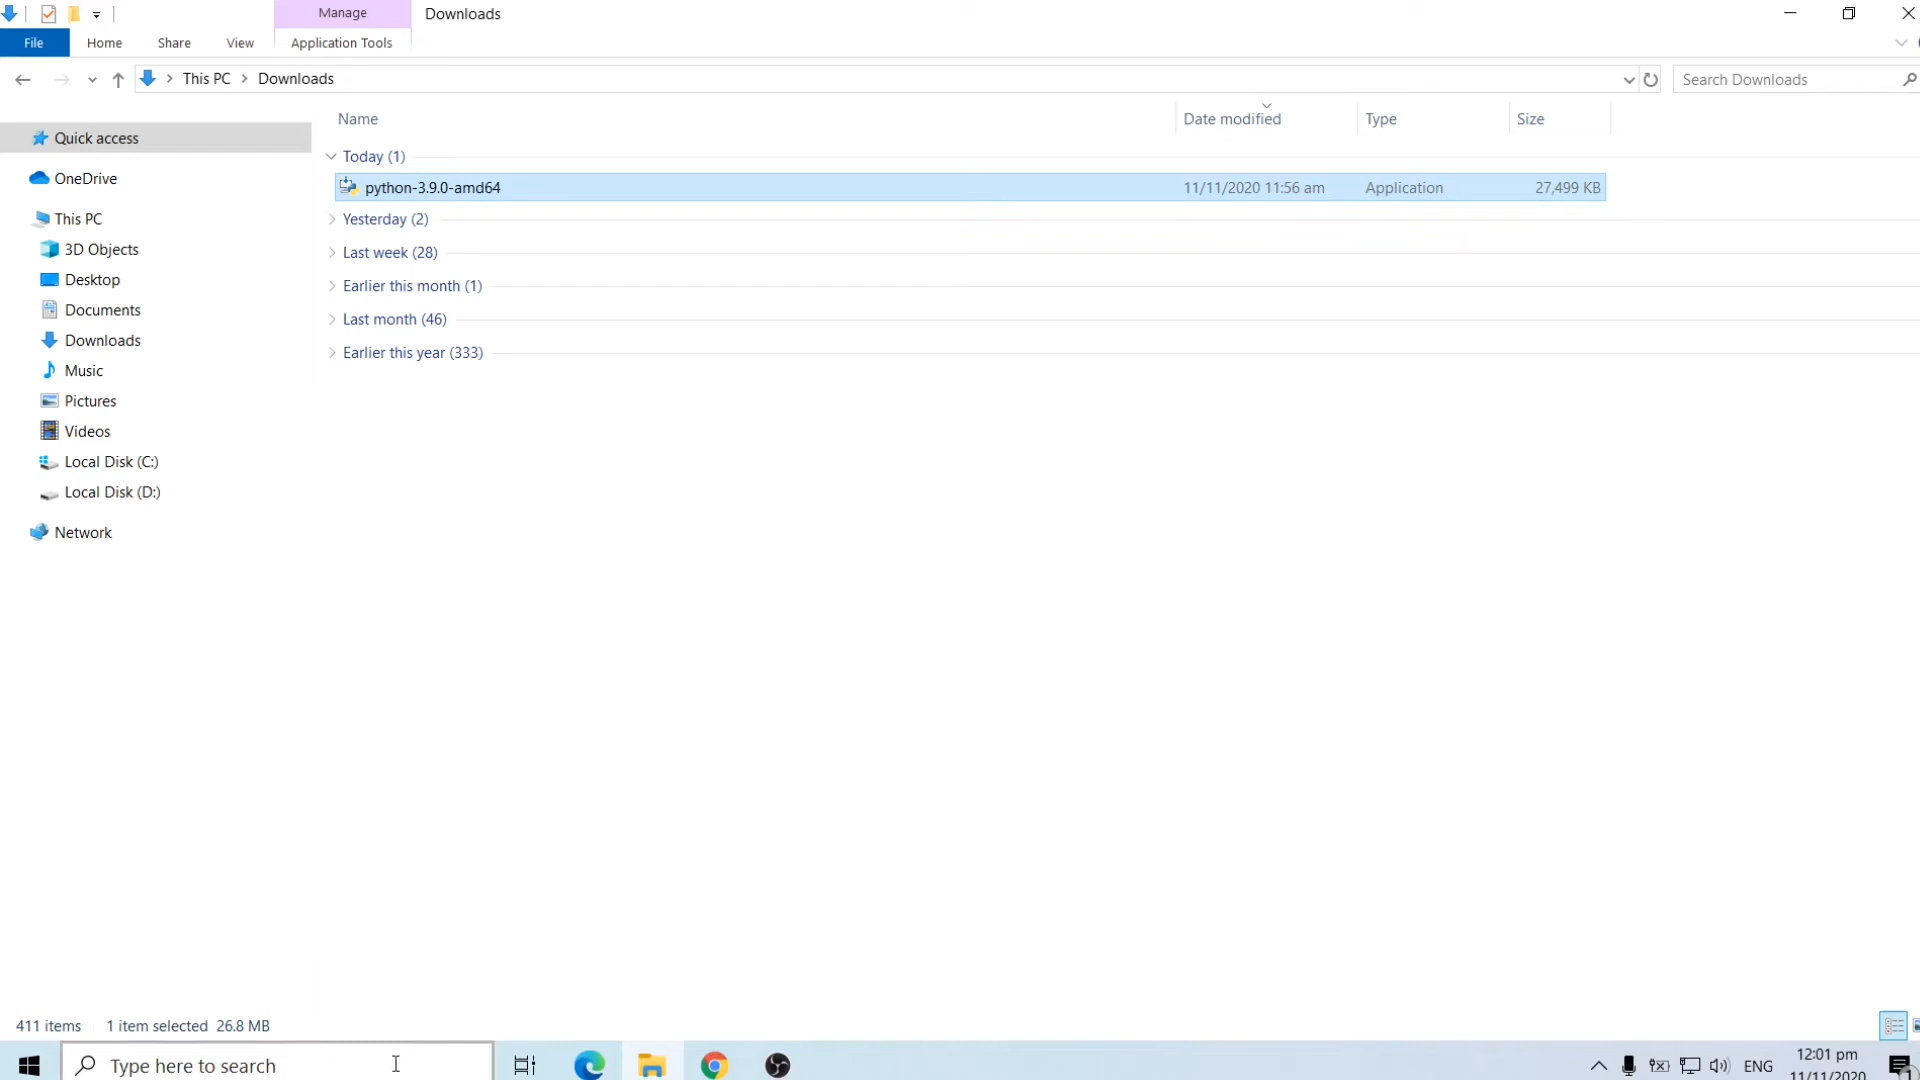 Manage
Downloads
File
Home
Share
View
Application Tools
This PC
Downloads
Search Downloads
Name
Date modified
Type
Size
Quick access
OneDrive
This PC
3D Objects
Desktop
Documents
Downloads
Music
Pictures
Videos
Local Disk (C:)
Local Disk (D:)
Network
Today (1)
python-3.9.0-amd64 11/11/2020 11:56 am Application 27,499 KB
Yesterday (2)
Last week (28)
Earlier this month (1)
Last month (46)
Earlier this year (333)
411 items 1 item selected 26.8 MB
Type here to search
ENG
12:01 pm
11/11/2020
1